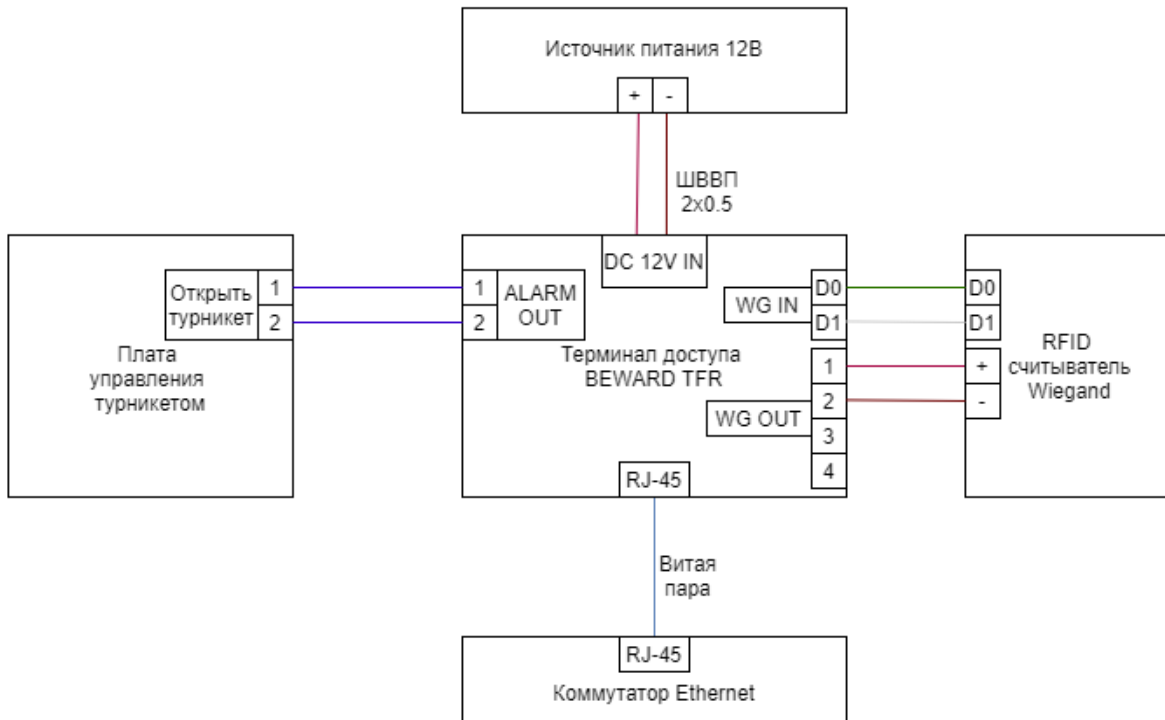 Источник питания 12В
+ -
ШВВП
2x0.5
DC 12V IN
Открыть
турникет
1
2
Плата
управления
турникетом
1
2
ALARM
OUT
WG IN
D0
D1
Терминал доступа
BEWARD TFR
WG OUT
1
2
3
4
RJ-45
D0
D1
+
-
RFID
считыватель
Wiegand
Витая
пара
RJ-45
Коммутатор Ethernet